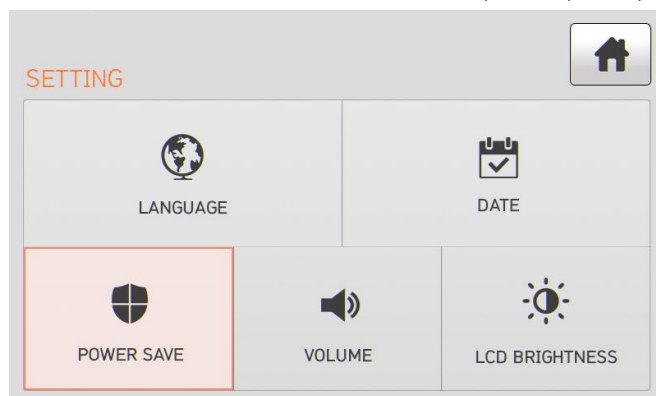 SETTING
LANGUAGE
DATE
POWER SAVE
VOLUME
LCD BRIGHTNESS